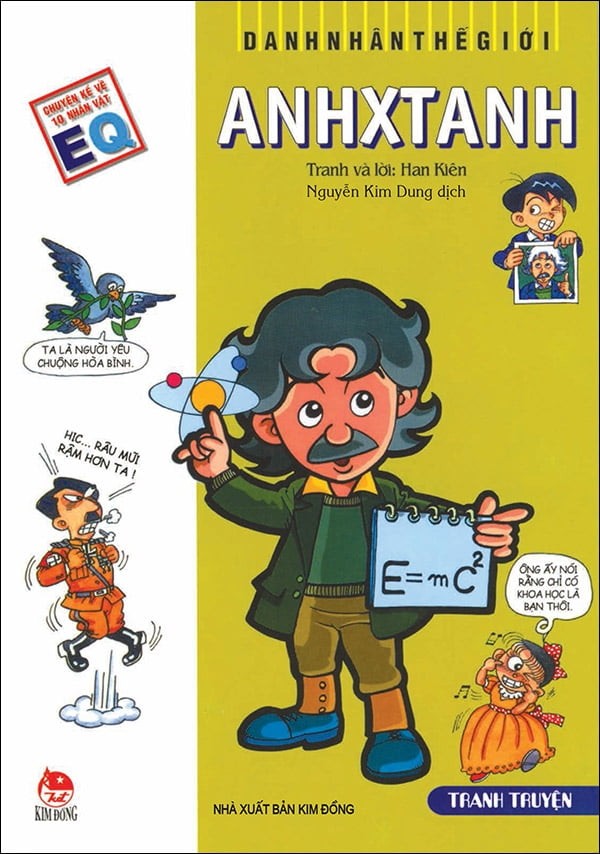 DANH NHÂN THẾ GIỚI
CHUYỆN KỂ VỀ
10 NHÂN VẬT
EQ
ANHXTANH
Tranh và lời: Han Kiên
Nguyễn Kim Dung dịch
TA LÀ NGƯỜI YÊU
CHUỘNG HÒA BÌNH.
HIC... RÂU MŨI
RẬM HƠN TA !
E=mC²
ÔNG ẤY NÓI
RẰNG CHỈ CÓ
KHOA HỌC LÀ
BẠN THÔI.
KIM ĐỒNG
NHÀ XUẤT BẢN KIM ĐỒNG
TRANH TRUYỆN